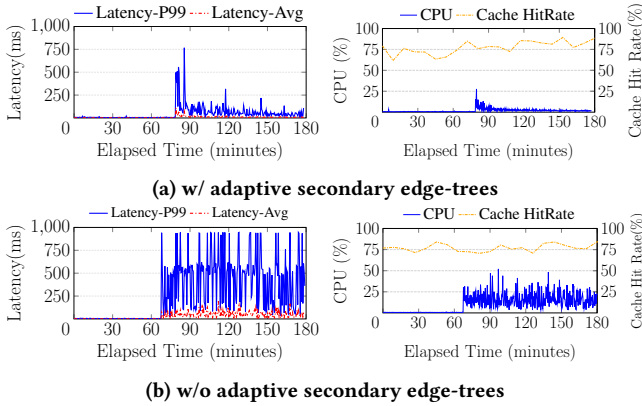 Latency-P99 Latency-Avg
1,000
750
500
250
0
Latency(ms)
0 30 60 90 120 150 180
Elapsed Time (minutes)
CPU Cache HitRate
100
75
50
25
0
CPU (%)
100
75
50
25
Cache Hit Rate(%)
0 30 60 90 120 150 180
Elapsed Time (minutes)
(a) w/ adaptive secondary edge-trees
Latency-P99 Latency-Avg
1,000
750
500
250
0
Latency(ms)
0 30 60 90 120 150 180
Elapsed Time (minutes)
CPU Cache HitRate
100
75
50
25
0
CPU (%)
100
75
50
25
Cache Hit Rate(%)
0 30 60 90 120 150 180
Elapsed Time (minutes)
(b) w/o adaptive secondary edge-trees